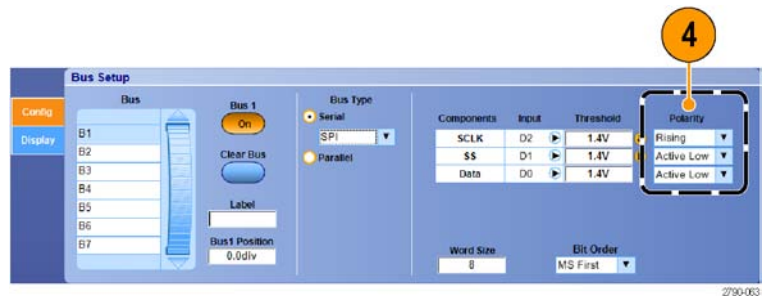 4
Bus Setup
Config
Display
Bus
B1
B2
B3
B4
B5
B6
B7
Bus 1
On
Clear Bus
Label
Bus1 Position
0.0div
Bus Type
Serial
SPI
Parallel
Components Input Threshold Polarity
SCLK D2 1.4V Rising
SS D1 1.4V Active Low
Data D0 1.4V Active Low
Word Size Bit Order
8 MS First
2790-063